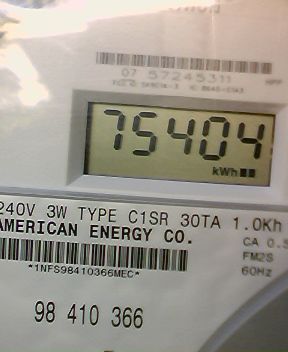 07 57245311
75404
kWh
240V 3W TYPE C1SR 30TA 1.0Kh
AMERICAN ENERGY CO.
CA 0.5
FM2S
60Hz
*1NFS98410366MEC*
98 410 366